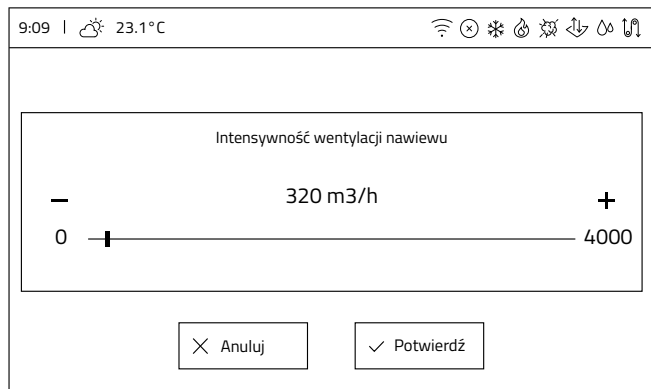 9:09 | 23.1°C
Intensywność wentylacji nawiewu
320 m3/h
0 4000
Anuluj Potwierdź